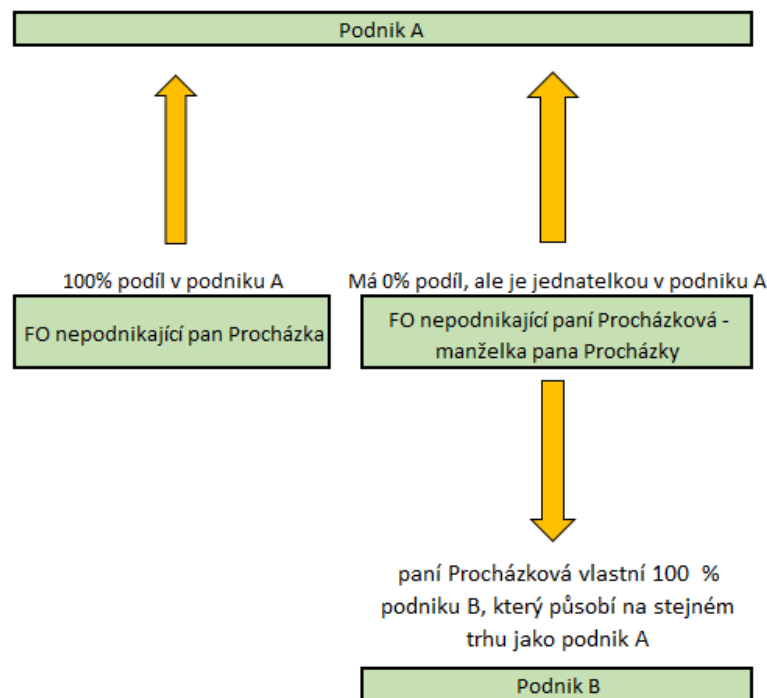 Podnik A
100% podíl v podniku A
Má 0% podíl, ale je jednatelkou v podniku A
FO nepodnikající pan Procházka
FO nepodnikající paní Procházková -
manželka pana Procházky
paní Procházková vlastní 100 %
podniku B, který působí na stejném
trhu jako podnik A
Podnik B